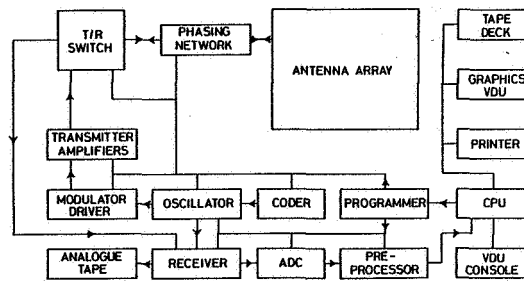 T/R
SWITCH
PHASING
NETWORK
ANTENNA ARRAY
TAPE
DECK
GRAPHICS
VDU
PRINTER
TRANSMITTER
AMPLIFIERS
MODULATOR
DRIVER
OSCILLATOR
CODER
PROGRAMMER
CPU
ANALOGUE
TAPE
RECEIVER
ADC
PRE-
PROCESSOR
VDU
CONSOLE